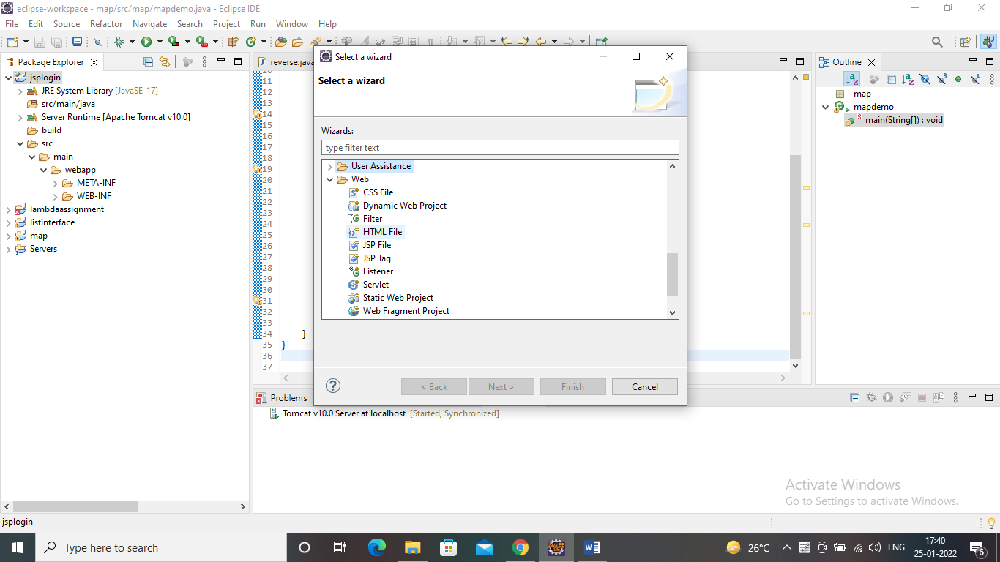 eclipse-workspace - map/src/map/mapdemo.java - Eclipse IDE
File Edit Source Refactor Navigate Search Project Run Window Help
Package Explorer
jsplogin
JRE System Library [JavaSE-17]
src/main/java
Server Runtime [Apache Tomcat v10.0]
build
src
main
webapp
META-INF
WEB-INF
lambdaassignment
listinterface
map
Servers
reverse.java
11
12
13
14
15
16
17
18
19
20
21
22
23
24
25
26
27
28
29
30
31
32
33
34 }
35 }
36
37
Select a wizard
Select a wizard
Wizards:
type filter text
User Assistance
Web
CSS File
Dynamic Web Project
Filter
HTML File
JSP File
JSP Tag
Listener
Servlet
Static Web Project
Web Fragment Project
< Back Next > Finish Cancel
Outline
map
mapdemo
main(String[]) : void
Problems
Tomcat v10.0 Server at localhost [Started, Synchronized]
Activate Windows
Go to Settings to activate Windows.
jsplogin
Type here to search
26°C
ENG
17:40
25-01-2022
6